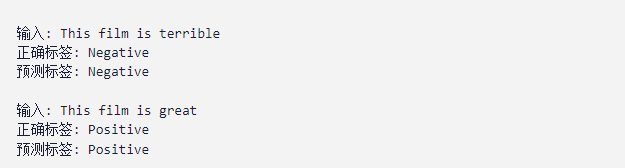 输入: This film is terrible
正确标签: Negative
预测标签: Negative
输入: This film is great
正确标签: Positive
预测标签: Positive